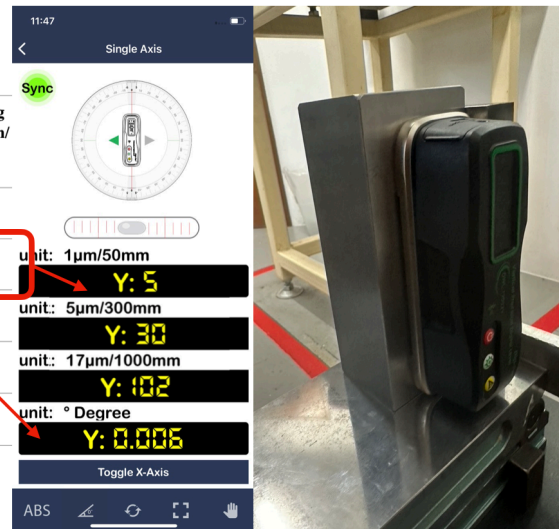 11:47
Single Axis
Sync
g
n/
unit: 1µm/50mm
Y: 5
unit.: 5µm/300mm
Y: 30
unit.: 17µm/1000mm
Y: 102
unit: ° Degree
Y: 0.006
Toggle X-Axis
ABS